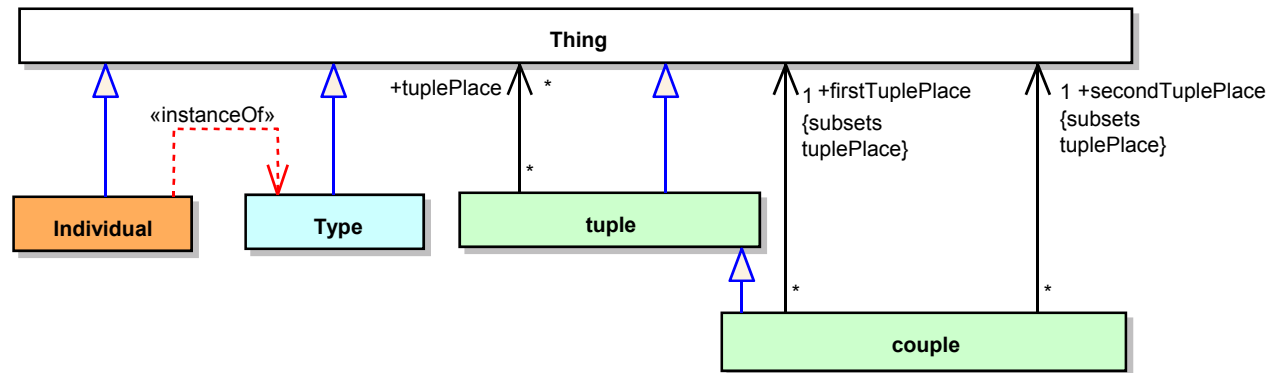 Thing
+tuplePlace
*
1 +firstTuplePlace
{subsets
tuplePlace}
1 +secondTuplePlace
{subsets
tuplePlace}
«instanceOf»
*
Individual
Type
tuple
*
*
couple